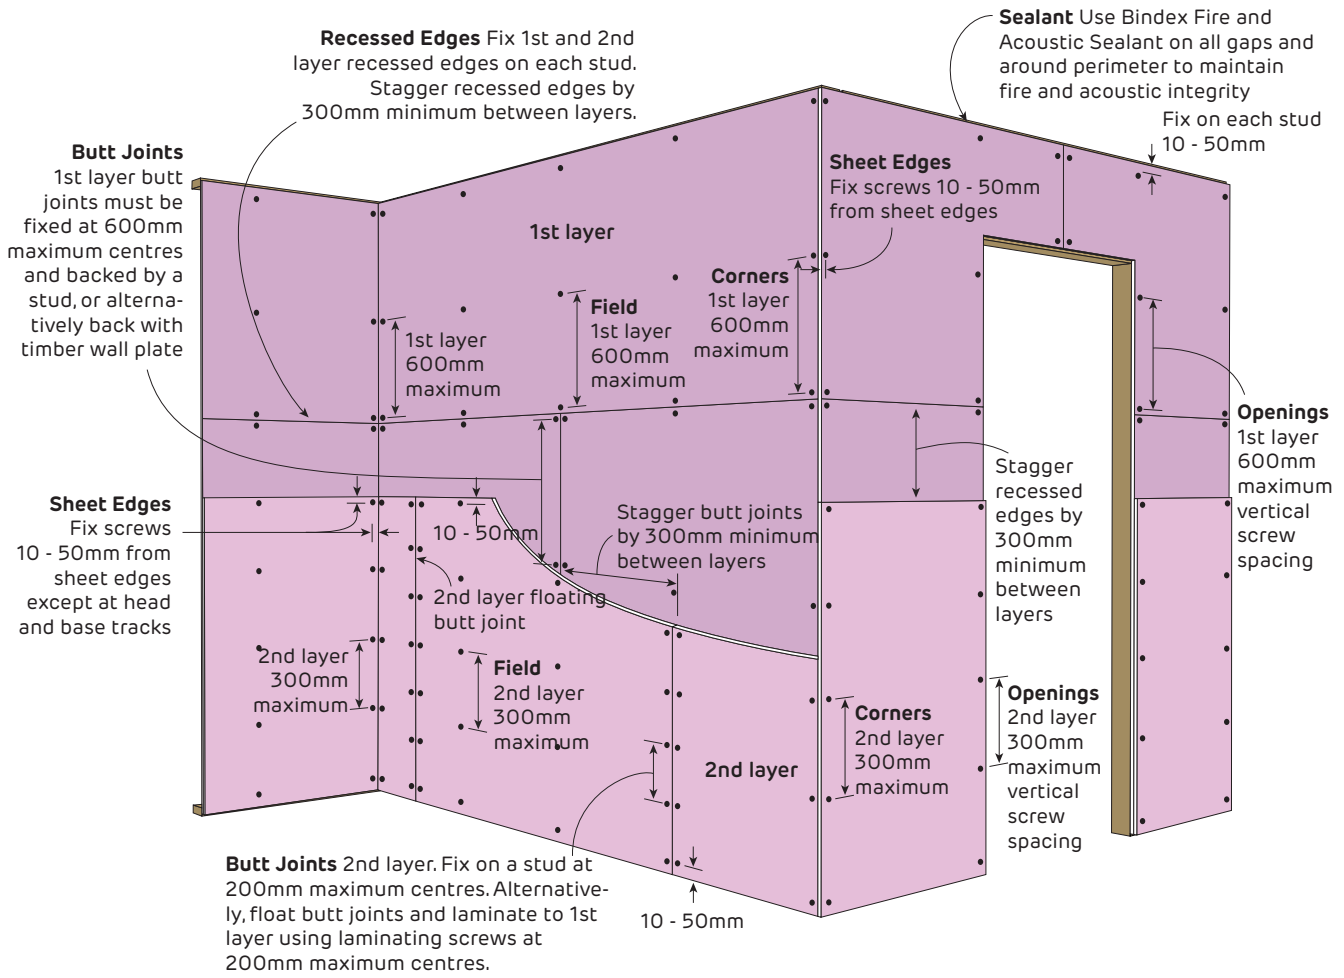 Recessed Edges Fix 1st and 2nd
layer recessed edges on each stud.
Stagger recessed edges by
300mm minimum between layers.
Sealant Use Bindex Fire and
Acoustic Sealant on all gaps and
around perimeter to maintain
fire and acoustic integrity
Fix on each stud
10 - 50mm
Butt Joints
1st layer butt
joints must be
fixed at 600mm
maximum centres
and backed by a
stud, or alterna-
tively back with
timber wall plate
Sheet Edges
Fix screws 10 - 50mm
from sheet edges
1st layer
Corners
1st layer
600mm
maximum
Field
1st layer
600mm
maximum
1st layer
600mm
maximum
Openings
1st layer
600mm
maximum
vertical
screw
spacing
Stagger
recessed
edges by
300mm
minimum
between
layers
Sheet Edges
Fix screws
10 - 50mm from
sheet edges
except at head
and base tracks
10 - 50mm
Stagger butt joints
by 300mm minimum
between layers
2nd layer floating
butt joint
2nd layer
300mm
maximum
Field
2nd layer
300mm
maximum
2nd layer
Corners
2nd layer
300mm
maximum
Openings
2nd layer
300mm
maximum
vertical
screw
spacing
Butt Joints 2nd layer. Fix on a stud at
200mm maximum centres. Alternative-
ly, float butt joints and laminate to 1st
layer using laminating screws at
200mm maximum centres.
10 - 50mm